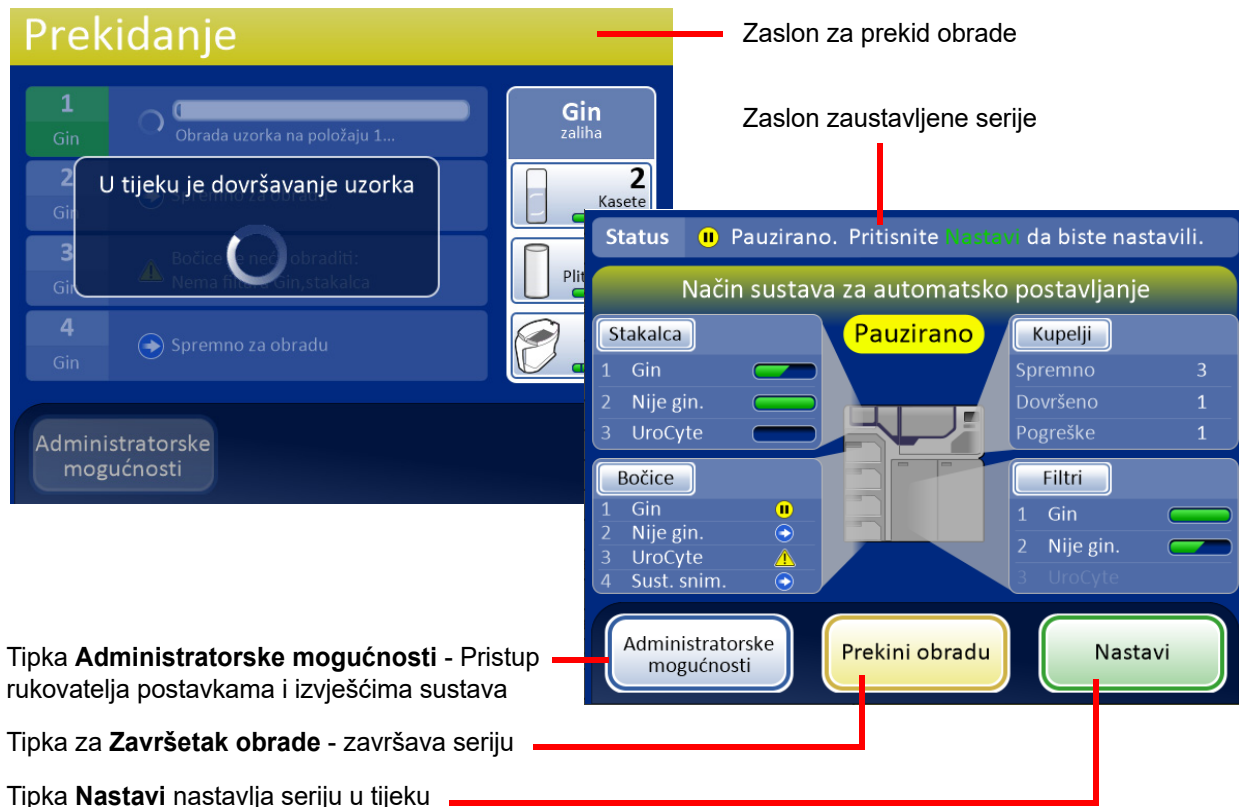 Prekidanje
Zaslon za prekid obrade
Zaslon zaustavljene serije
1
Gin
Obrada uzorka na položaju 1...
2
Gin
Spremno za obradu
U tijeku je dovršavanje uzorka
3
Bočice se neće obraditi:
Nema filtra Gin,stakalca
4
Gin
Spremno za obradu
Gin
zaliha
2
Kasete
Administratorske
mogućnosti
Status Pauzirano. Pritisnite Nastavi da biste nastavili.
Način sustava za automatsko postavljanje
Pauzirano
Stakalca
1 Gin
2 Nije gin.
3 UroCyte
Kupelji
Spremno 3
Dovršeno 1
Pogreške 1
Bočice
1 Gin
2 Nije gin.
3 UroCyte
4 Sust. snim.
Filtri
1 Gin
2 Nije gin.
3 UroCyte
Administratorske
mogućnosti
Prekini obradu
Nastavi
Tipka Administratorske mogućnosti - Pristup
rukovatelja postavkama i izvješćima sustava
Tipka za Završetak obrade - završava seriju
Tipka Nastavi nastavlja seriju u tijeku